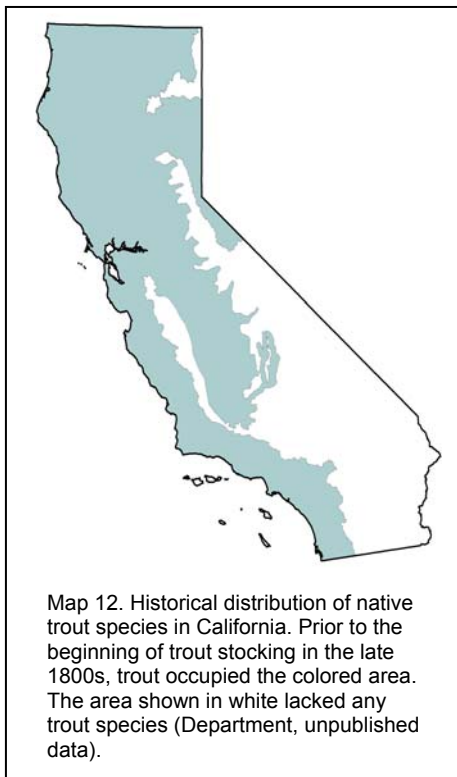 Map 12. Historical distribution of native
trout species in California. Prior to the
beginning of trout stocking in the late
1800s, trout occupied the colored area.
The area shown in white lacked any
trout species (Department, unpublished
data).